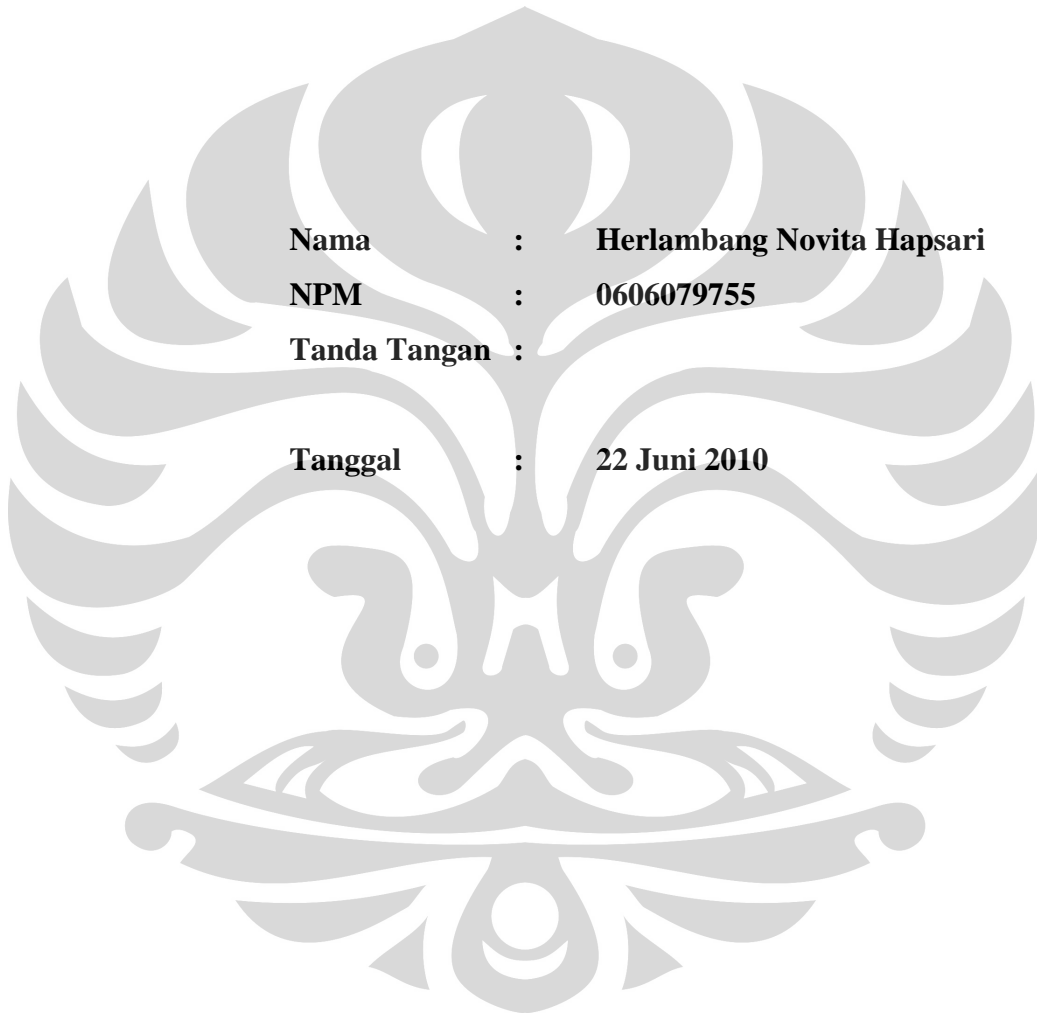 Nama : Herlambang Novita Hapsari
NPM : 0606079755
Tanda Tangan :
Tanggal : 22 Juni 2010